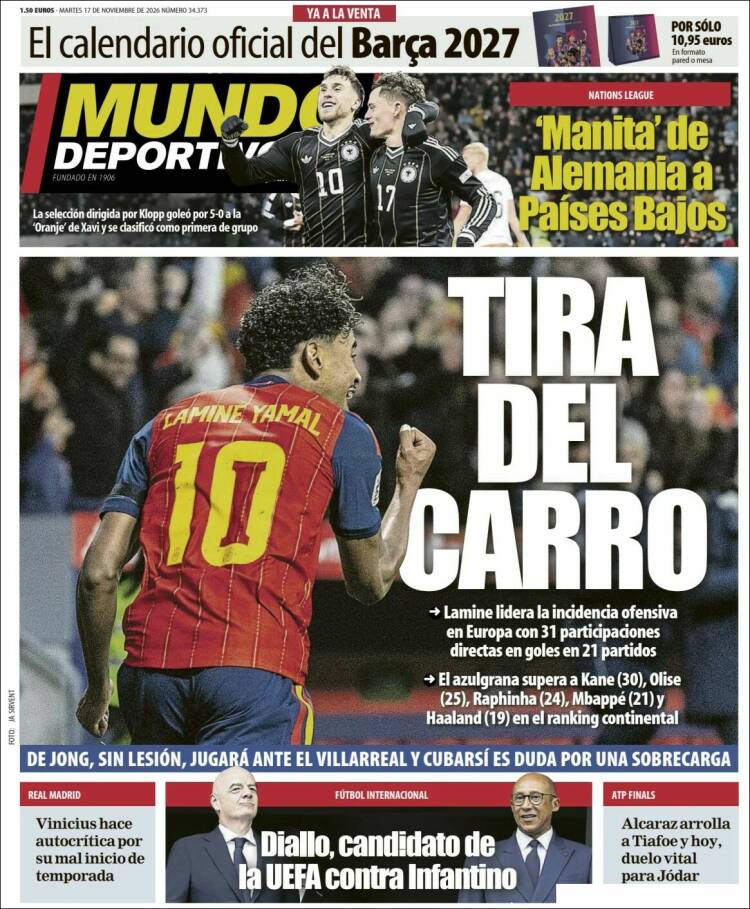 1.50 EUROS · MARTES 17 DE NOVIEMBRE DE 2026 NÚMERO 34.373
YA A LA VENTA
El calendario oficial del Barça 2027
2027
POR SÓLO
10,95 euros
En formato
pared o mesa
MUNDO
DEPORTIVO
FUNDADO EN 1906
10
17
NATIONS LEAGUE
'Manita' de
Alemania a
Países Bajos
La selección dirigida por Klopp goleó por 5-0 a la
'Oranje' de Xavi y se clasificó como primera de grupo
LAMINE YAMAL
10
TIRA
DEL
CARRO
➔ Lamine lidera la incidencia ofensiva
en Europa con 31 participaciones
directas en goles en 21 partidos
➔ El azulgrana supera a Kane (30), Olise
(25), Raphinha (24), Mbappé (21) y
Haaland (19) en el ranking continental
FOTO: JA SIRVENT
DE JONG, SIN LESIÓN, JUGARÁ ANTE EL VILLARREAL Y CUBARSÍ ES DUDA POR UNA SOBRECARGA
REAL MADRID
Vinicius hace
autocrítica por
su mal inicio de
temporada
FÚTBOL INTERNACIONAL
Diallo, candidato de
la UEFA contra Infantino
ATP FINALS
Alcaraz arrolla
a Tiafoe y hoy,
duelo vital
para Jódar